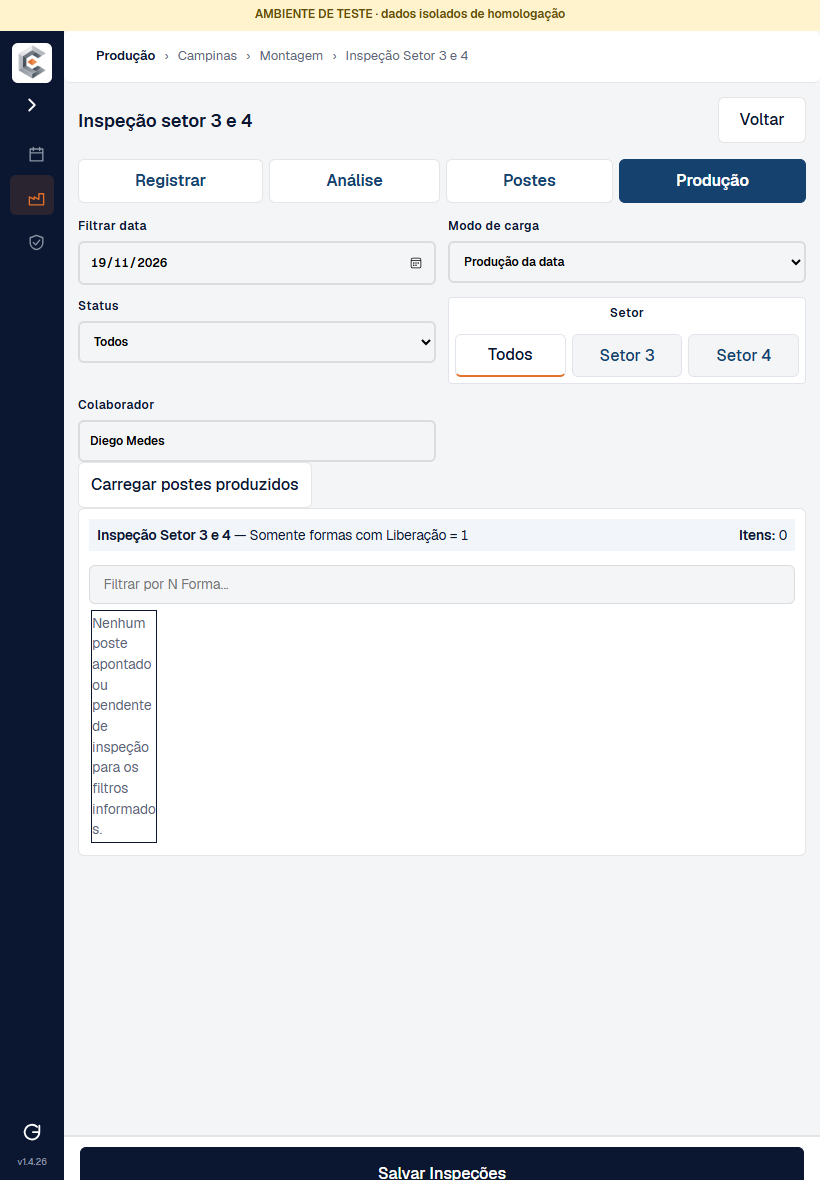 AMBIENTE DE TESTE · dados isolados de homologação
Produção › Campinas › Montagem › Inspeção Setor 3 e 4
Inspeção setor 3 e 4
Voltar
Registrar
Análise
Postes
Produção
Filtrar data
19/11/2026
Modo de carga
Produção da data
Status
Todos
Setor
Todos
Setor 3
Setor 4
Colaborador
Diego Medes
Carregar postes produzidos
Inspeção Setor 3 e 4 — Somente formas com Liberação = 1
Itens: 0
Filtrar por N Forma...
Nenhum
poste
apontado
ou
pendente
de
inspeção
para os
filtros
informado
s.
v1.4.26
Salvar Inspeções